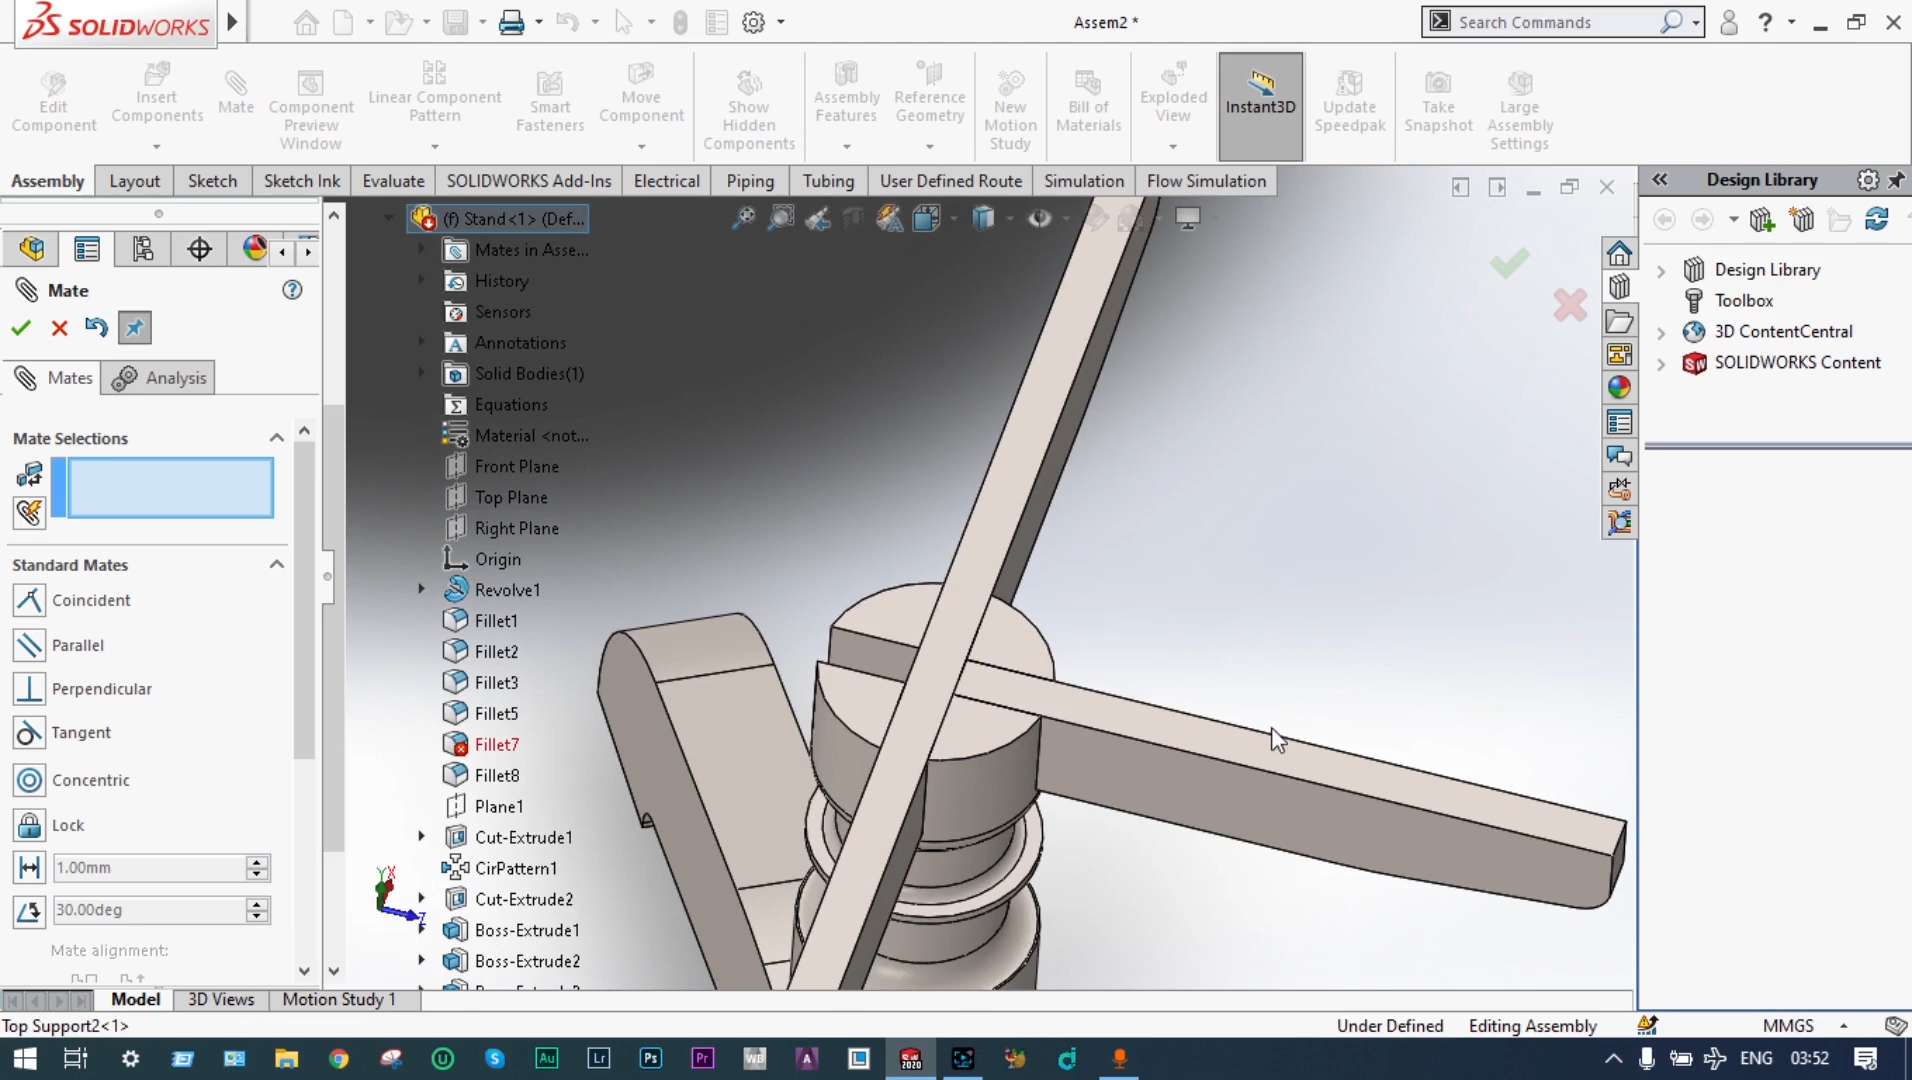 SOLIDWORKS
Assem2 *
Search Commands
Edit Component
Insert Components
Mate
Component Preview Window
Linear Component Pattern
Smart Fasteners
Move Component
Show Hidden Components
Assembly Features
Reference Geometry
New Motion Study
Bill of Materials
Exploded View
Instant3D
Update Speedpak
Take Snapshot
Large Assembly Settings
Assembly
Layout
Sketch
Sketch Ink
Evaluate
SOLIDWORKS Add-Ins
Electrical
Piping
Tubing
User Defined Route
Simulation
Flow Simulation
Mate
Mates
Analysis
Mate Selections
Standard Mates
Coincident
Parallel
Perpendicular
Tangent
Concentric
Lock
1.00mm
30.00deg
Mate alignment:
(f) Stand<1> (Def...
Mates in Asse...
History
Sensors
Annotations
Solid Bodies(1)
Equations
Material <not...
Front Plane
Top Plane
Right Plane
Origin
Revolve1
Fillet1
Fillet2
Fillet3
Fillet5
Fillet7
Fillet8
Plane1
Cut-Extrude1
CirPattern1
Cut-Extrude2
Boss-Extrude1
Boss-Extrude2
Y X
Z
Design Library
Design Library
Toolbox
3D ContentCentral
SOLIDWORKS Content
Model
3D Views
Motion Study 1
Top Support2<1>
Under Defined
Editing Assembly
MMGS
Au
Lr
Ps
Pr
WB
A
L
SW 2020
ENG
03:52